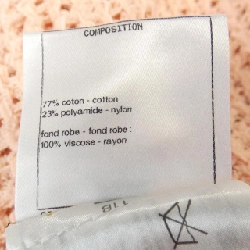 COMPOSITION
77% coton - cotton
23% polyamide - nylon
fond robe - fond robe :
100% viscose - rayon